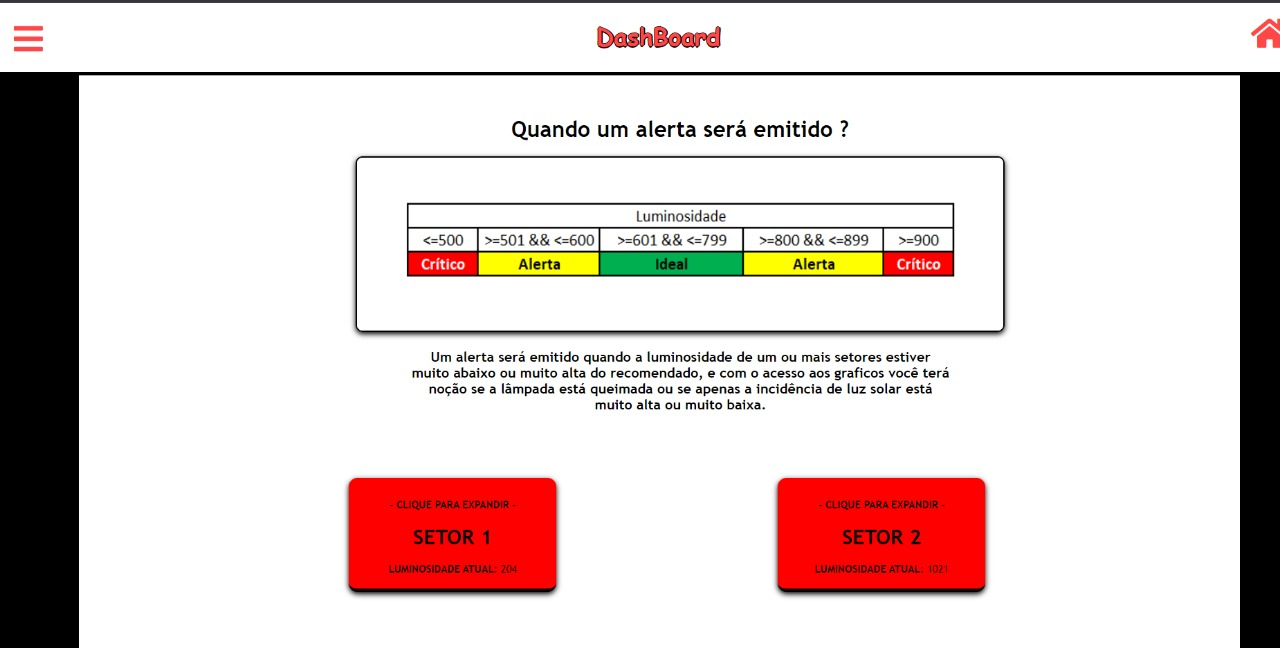 DashBoard
Quando um alerta será emitido ?
Luminosidade
<=500 >=501 && <=600 >=601 && <=799 >=800 && <=899 >=900
Crítico Alerta Ideal Alerta Crítico
Um alerta será emitido quando a luminosidade de um ou mais setores estiver
muito abaixo ou muito alta do recomendado, e com o acesso aos graficos você terá
noção se a lâmpada está queimada ou se apenas a incidência de luz solar está
muito alta ou muito baixa.
- CLIQUE PARA EXPANDIR -
SETOR 1
LUMINOSIDADE ATUAL: 204
- CLIQUE PARA EXPANDIR -
SETOR 2
LUMINOSIDADE ATUAL: 1021